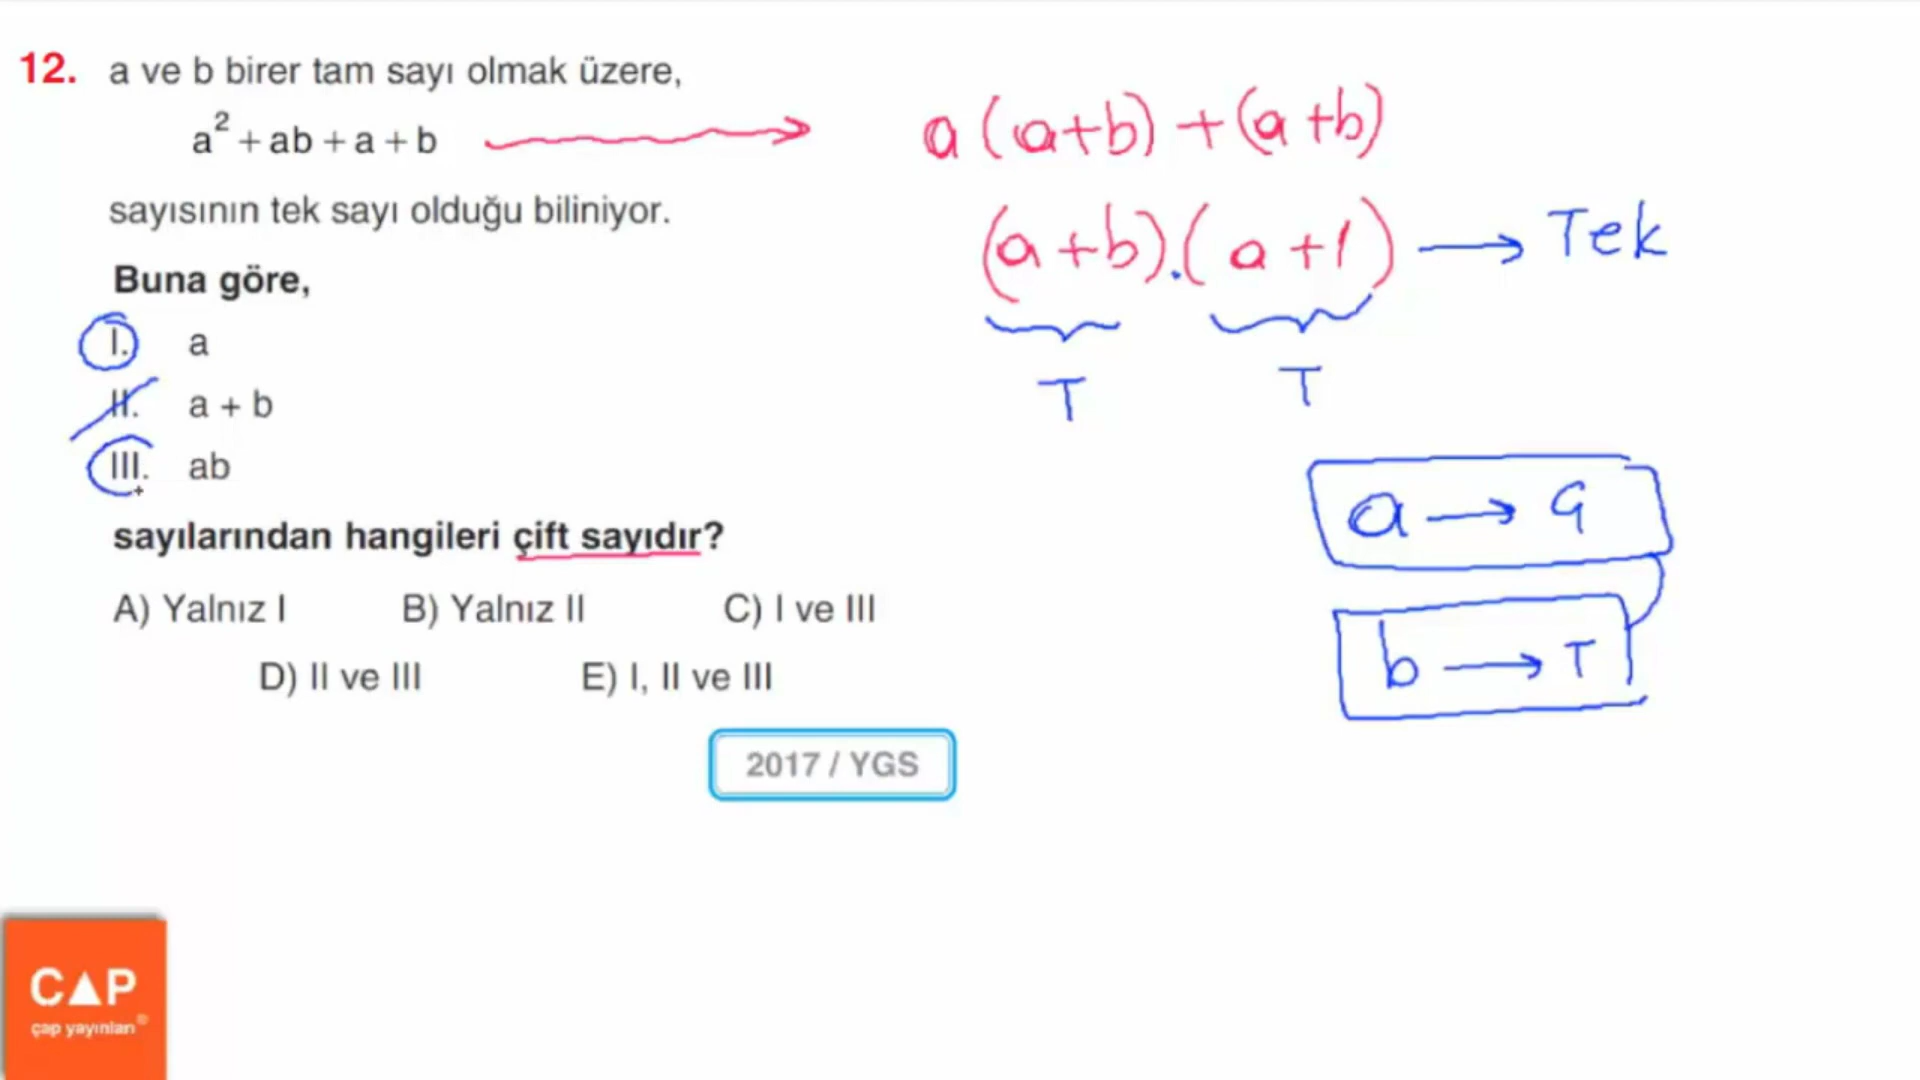 12. a ve b birer tam sayı olmak üzere,
a² + ab + a + b
sayısının tek sayı olduğu biliniyor.
Buna göre,
I. a
II. a + b
III. ab
sayılarından hangileri çift sayıdır?
A) Yalnız I B) Yalnız II C) I ve III
D) II ve III E) I, II ve III
2017 / YGS
a(a+b)+(a+b)
(a+b).(a+1) → Tek
T T
a → Ç
b → T
CAP
çap yayınları®